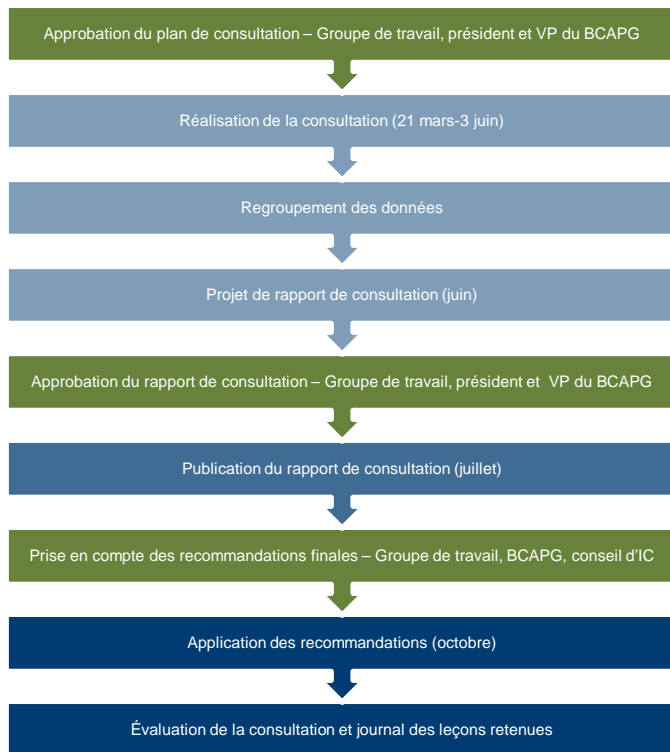 Approbation du plan de consultation – Groupe de travail, président et VP du BCAPG
Réalisation de la consultation (21 mars-3 juin)
Regroupement des données
Projet de rapport de consultation (juin)
Approbation du rapport de consultation – Groupe de travail, président et VP du BCAPG
Publication du rapport de consultation (juillet)
Prise en compte des recommandations finales – Groupe de travail, BCAPG, conseil d'IC
Application des recommandations (octobre)
Évaluation de la consultation et journal des leçons retenues